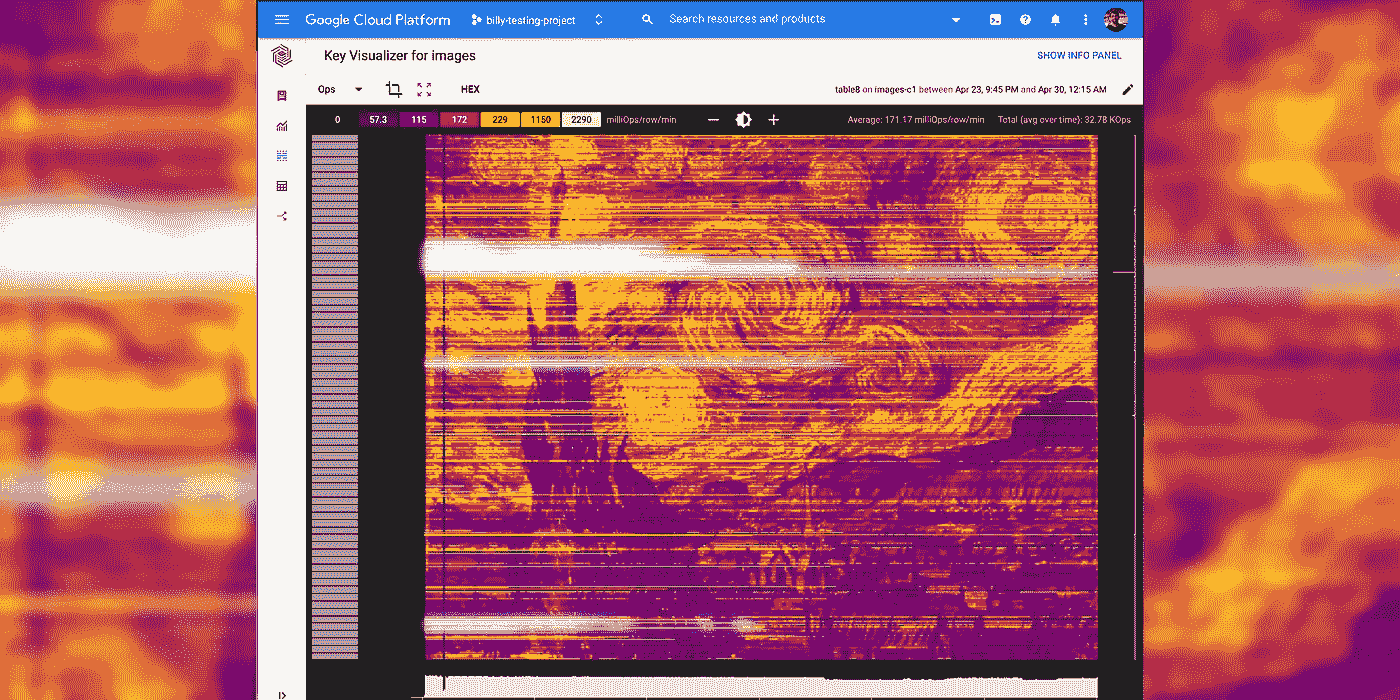 Google Cloud Platform billy-testing-project Search resources and products
Key Visualizer for images SHOW INFO PANEL
Ops HEX table8 on images-c1 between Apr 23, 9:45 PM and Apr 30, 12:15 AM
0 57.3 115 172 229 1150 2290 milliOps/row/min Average: 171.17 milliOps/row/min Total (avg over time): 32.78 KOps